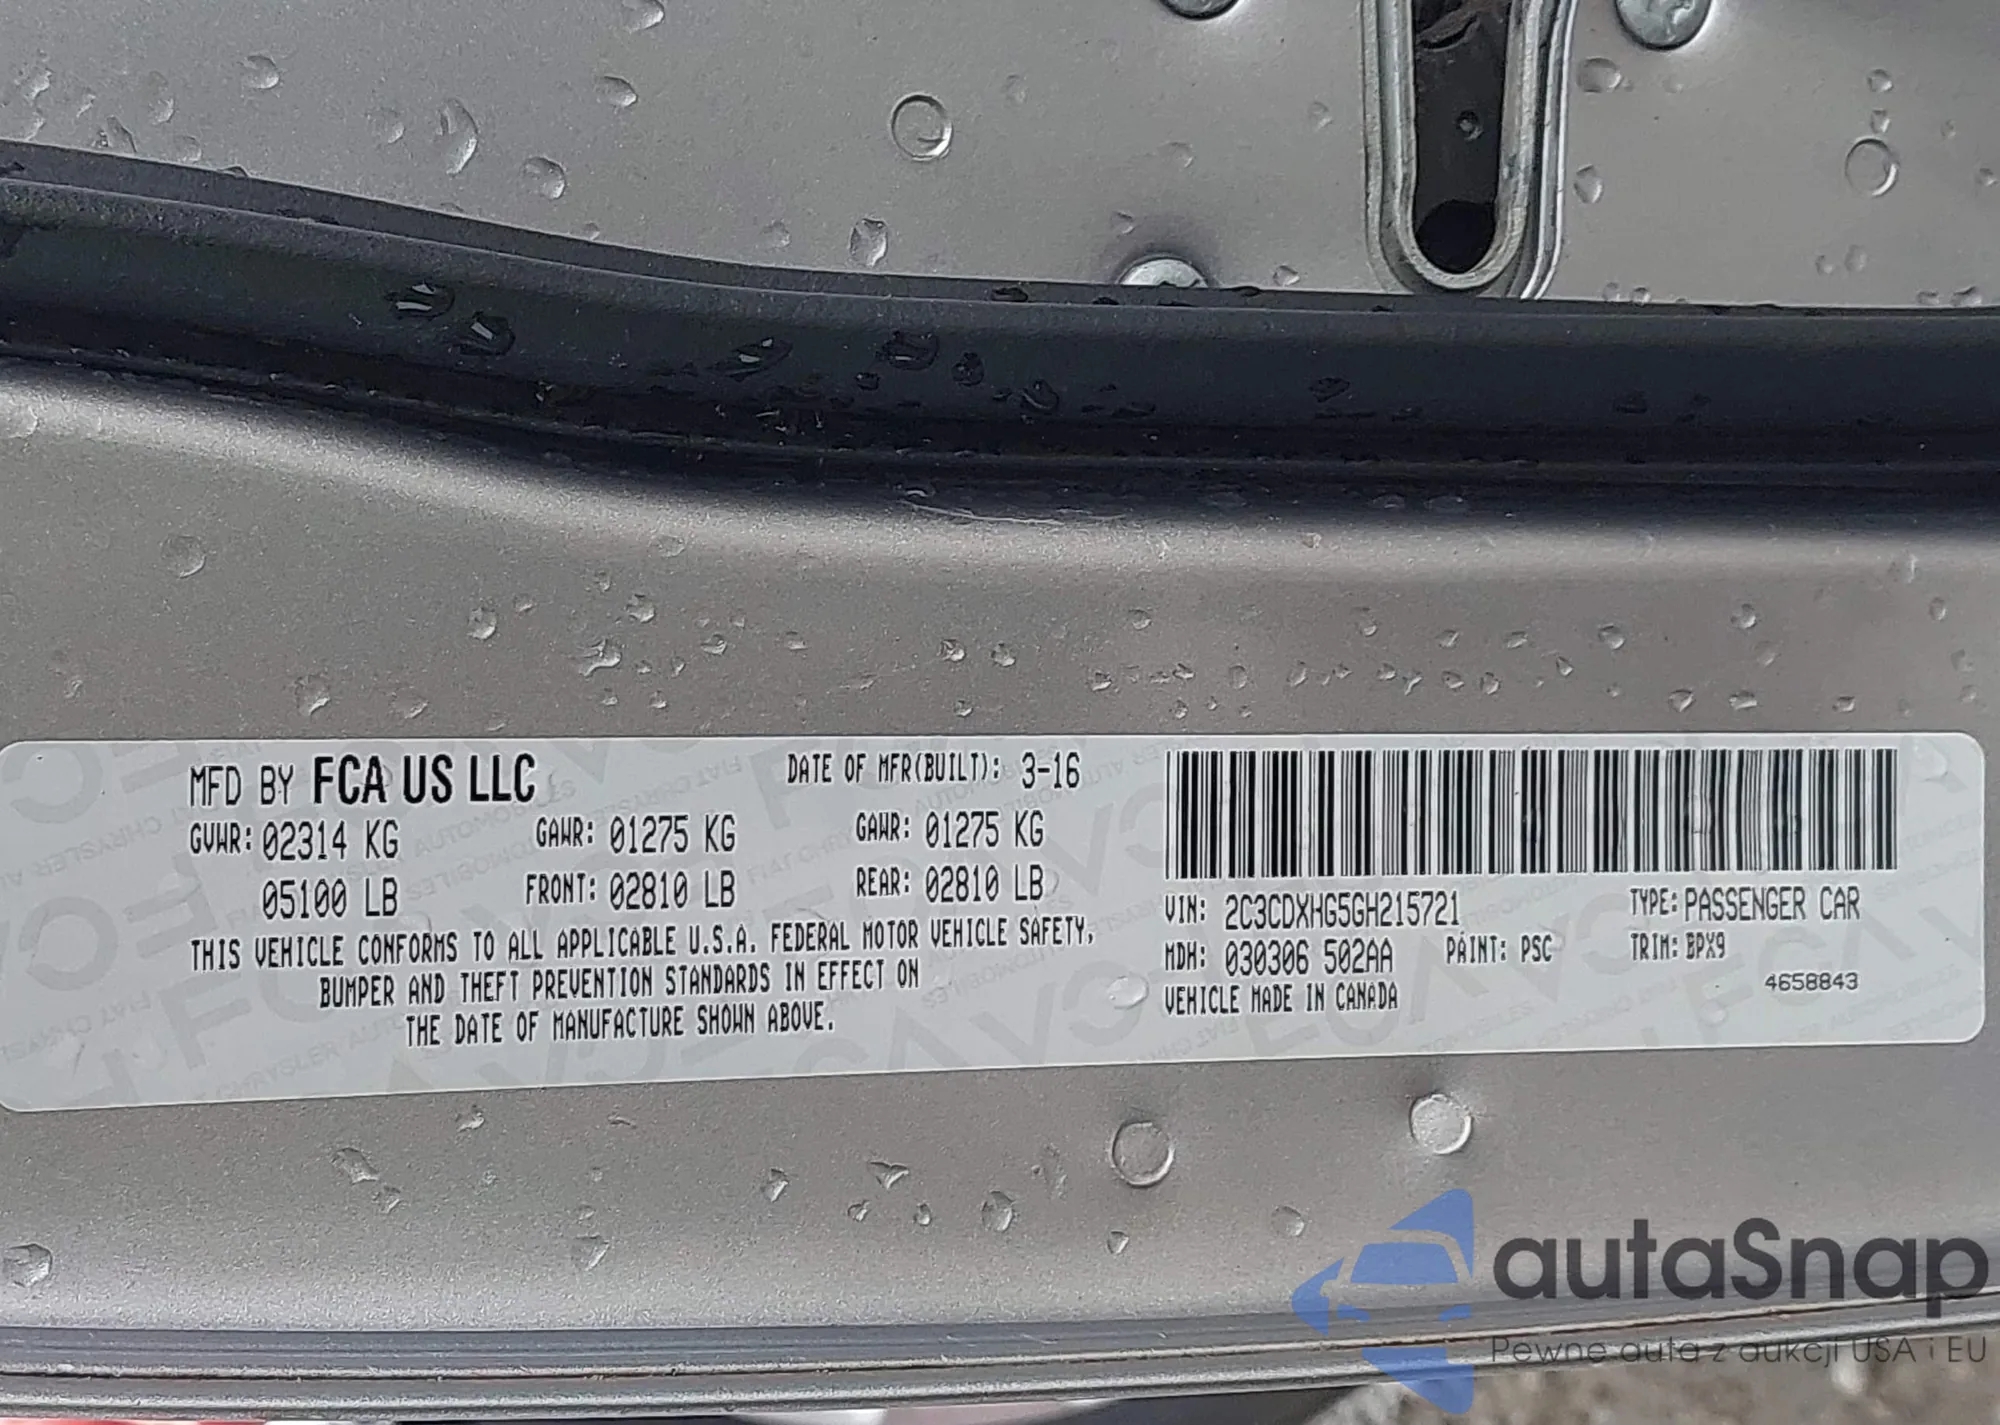 MFD BY FCA US LLC
DATE OF MFR(BUILT): 3-16
GVWR: 02314 KG GAWR: 01275 KG GAWR: 01275 KG
05100 LB FRONT: 02810 LB REAR: 02810 LB
THIS VEHICLE CONFORMS TO ALL APPLICABLE U.S.A. FEDERAL MOTOR VEHICLE SAFETY,
BUMPER AND THEFT PREVENTION STANDARDS IN EFFECT ON
THE DATE OF MANUFACTURE SHOWN ABOVE.
VIN: 2C3CDXHG5GH215721 TYPE: PASSENGER CAR
MDH: 030306 502AA PAINT: PSC TRIM: BPX9
VEHICLE MADE IN CANADA 4658843
autaSnap
Pewne auta z aukcji USA i EU